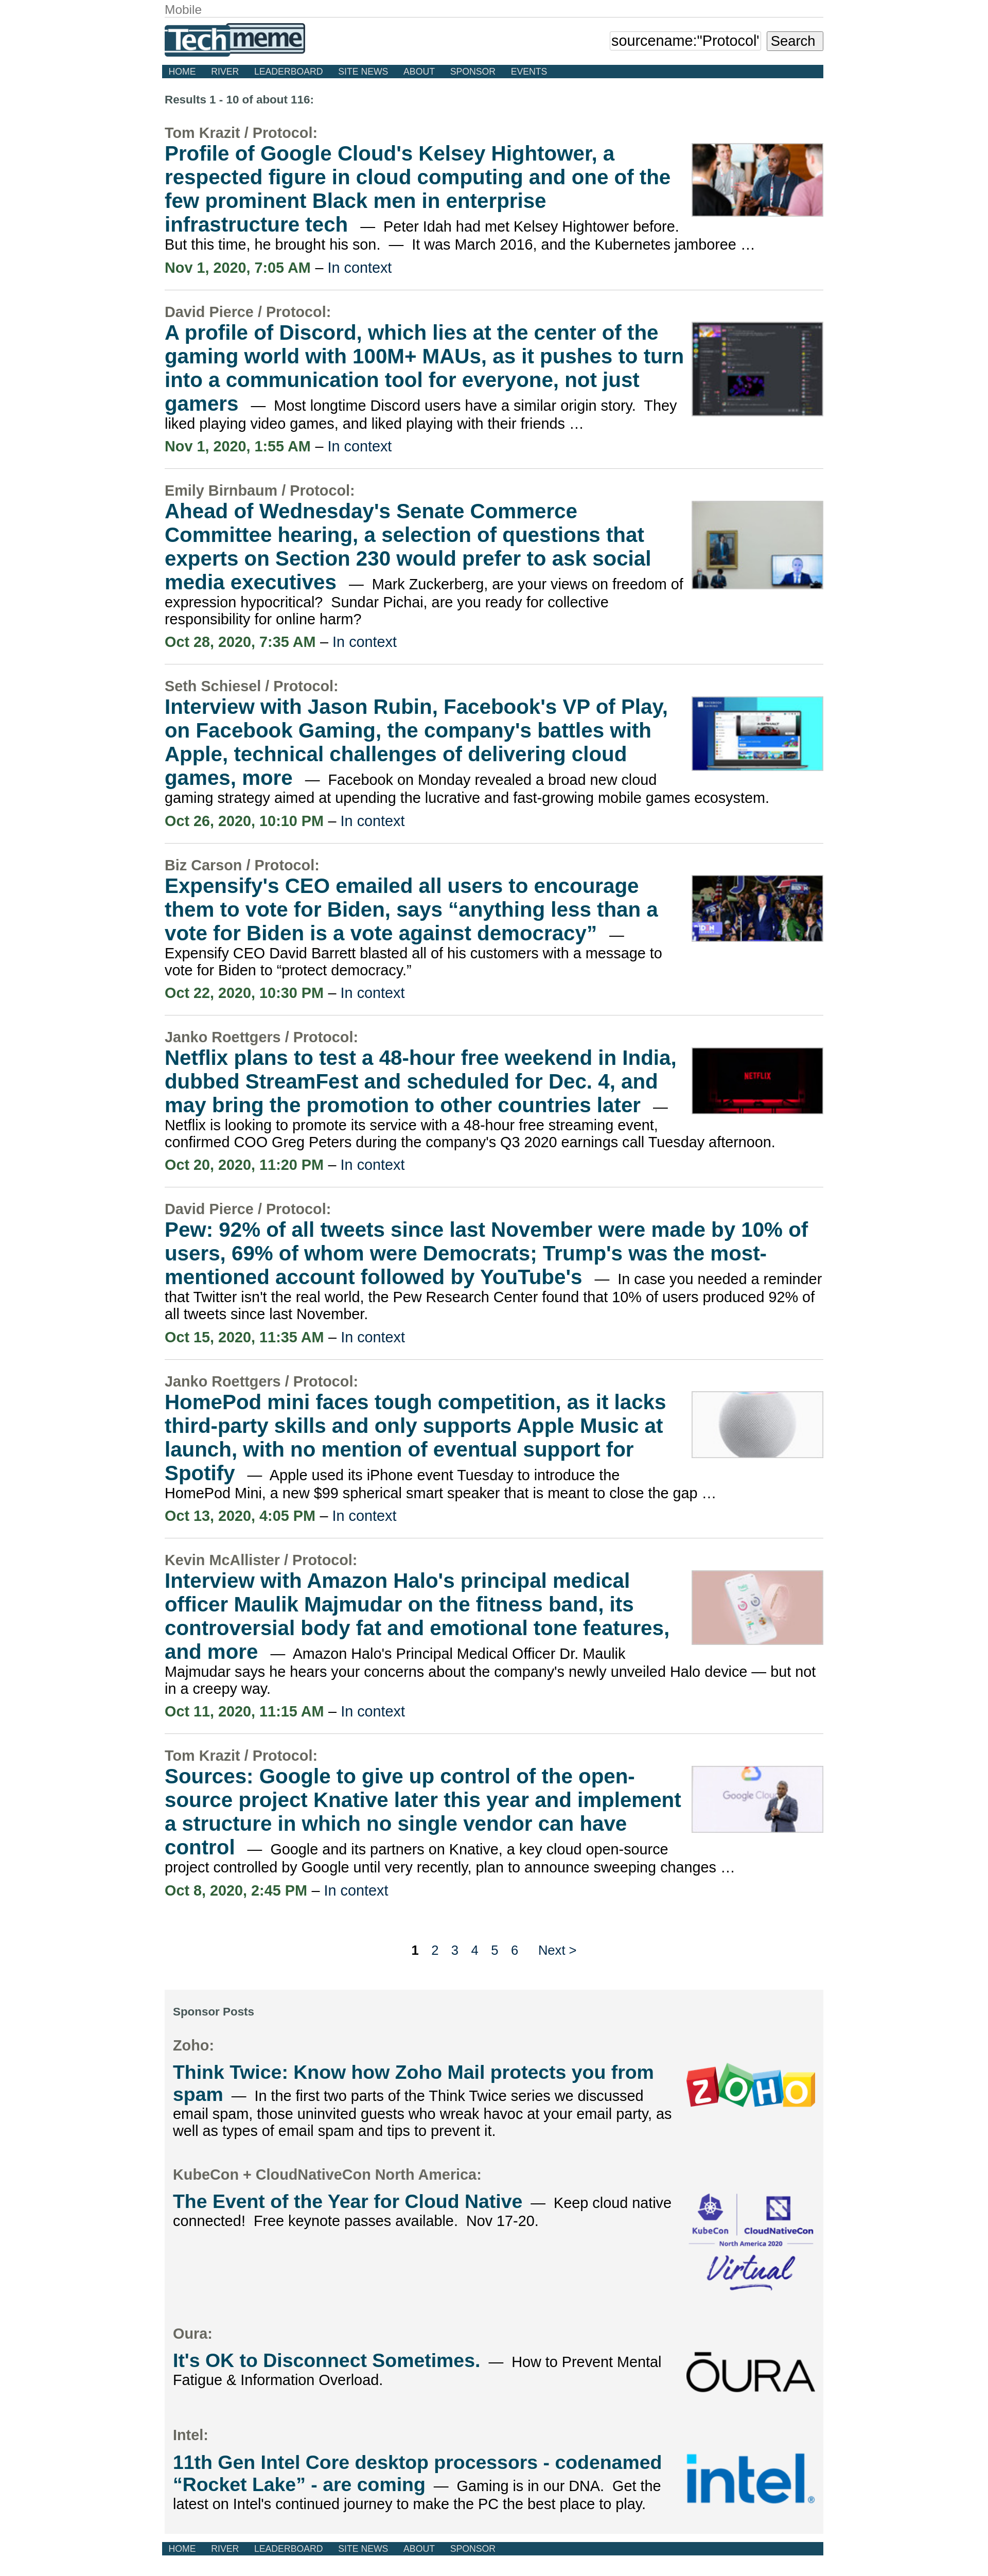 Mobile
Techmeme
sourcename:"Protocol"
Search
HOME RIVER LEADERBOARD SITE NEWS ABOUT SPONSOR EVENTS
Results 1 - 10 of about 116:
Tom Krazit / Protocol:
Profile of Google Cloud's Kelsey Hightower, a
respected figure in cloud computing and one of the
few prominent Black men in enterprise
infrastructure tech — Peter Idah had met Kelsey Hightower before.
But this time, he brought his son. — It was March 2016, and the Kubernetes jamboree …
Nov 1, 2020, 7:05 AM – In context
David Pierce / Protocol:
A profile of Discord, which lies at the center of the
gaming world with 100M+ MAUs, as it pushes to turn
into a communication tool for everyone, not just
gamers — Most longtime Discord users have a similar origin story. They
liked playing video games, and liked playing with their friends …
Nov 1, 2020, 1:55 AM – In context
Emily Birnbaum / Protocol:
Ahead of Wednesday's Senate Commerce
Committee hearing, a selection of questions that
experts on Section 230 would prefer to ask social
media executives — Mark Zuckerberg, are your views on freedom of
expression hypocritical? Sundar Pichai, are you ready for collective
responsibility for online harm?
Oct 28, 2020, 7:35 AM – In context
Seth Schiesel / Protocol:
Interview with Jason Rubin, Facebook's VP of Play,
on Facebook Gaming, the company's battles with
Apple, technical challenges of delivering cloud
games, more — Facebook on Monday revealed a broad new cloud
gaming strategy aimed at upending the lucrative and fast-growing mobile games ecosystem.
Oct 26, 2020, 10:10 PM – In context
Biz Carson / Protocol:
Expensify's CEO emailed all users to encourage
them to vote for Biden, says “anything less than a
vote for Biden is a vote against democracy” —
Expensify CEO David Barrett blasted all of his customers with a message to
vote for Biden to “protect democracy.”
Oct 22, 2020, 10:30 PM – In context
Janko Roettgers / Protocol:
Netflix plans to test a 48-hour free weekend in India,
dubbed StreamFest and scheduled for Dec. 4, and
may bring the promotion to other countries later —
NETFLIX
Netflix is looking to promote its service with a 48-hour free streaming event,
confirmed COO Greg Peters during the company's Q3 2020 earnings call Tuesday afternoon.
Oct 20, 2020, 11:20 PM – In context
David Pierce / Protocol:
Pew: 92% of all tweets since last November were made by 10% of
users, 69% of whom were Democrats; Trump's was the most-
mentioned account followed by YouTube's — In case you needed a reminder
that Twitter isn't the real world, the Pew Research Center found that 10% of users produced 92% of
all tweets since last November.
Oct 15, 2020, 11:35 AM – In context
Janko Roettgers / Protocol:
HomePod mini faces tough competition, as it lacks
third-party skills and only supports Apple Music at
launch, with no mention of eventual support for
Spotify — Apple used its iPhone event Tuesday to introduce the
HomePod Mini, a new $99 spherical smart speaker that is meant to close the gap …
Oct 13, 2020, 4:05 PM – In context
Kevin McAllister / Protocol:
Interview with Amazon Halo's principal medical
officer Maulik Majmudar on the fitness band, its
controversial body fat and emotional tone features,
and more — Amazon Halo's Principal Medical Officer Dr. Maulik
Majmudar says he hears your concerns about the company's newly unveiled Halo device — but not
in a creepy way.
Oct 11, 2020, 11:15 AM – In context
Tom Krazit / Protocol:
Sources: Google to give up control of the open-
source project Knative later this year and implement
a structure in which no single vendor can have
control — Google and its partners on Knative, a key cloud open-source
Google Cloud
project controlled by Google until very recently, plan to announce sweeping changes …
Oct 8, 2020, 2:45 PM – In context
1 2 3 4 5 6 Next >
Sponsor Posts
Zoho:
Think Twice: Know how Zoho Mail protects you from
spam — In the first two parts of the Think Twice series we discussed
email spam, those uninvited guests who wreak havoc at your email party, as
well as types of email spam and tips to prevent it.
ZOHO
KubeCon + CloudNativeCon North America:
The Event of the Year for Cloud Native — Keep cloud native
connected! Free keynote passes available. Nov 17-20.
KubeCon CloudNativeCon
North America 2020
Virtual
Oura:
It's OK to Disconnect Sometimes. — How to Prevent Mental
Fatigue & Information Overload.
ŌURA
Intel:
11th Gen Intel Core desktop processors - codenamed
“Rocket Lake” - are coming — Gaming is in our DNA. Get the
latest on Intel's continued journey to make the PC the best place to play.
intel®
HOME RIVER LEADERBOARD SITE NEWS ABOUT SPONSOR